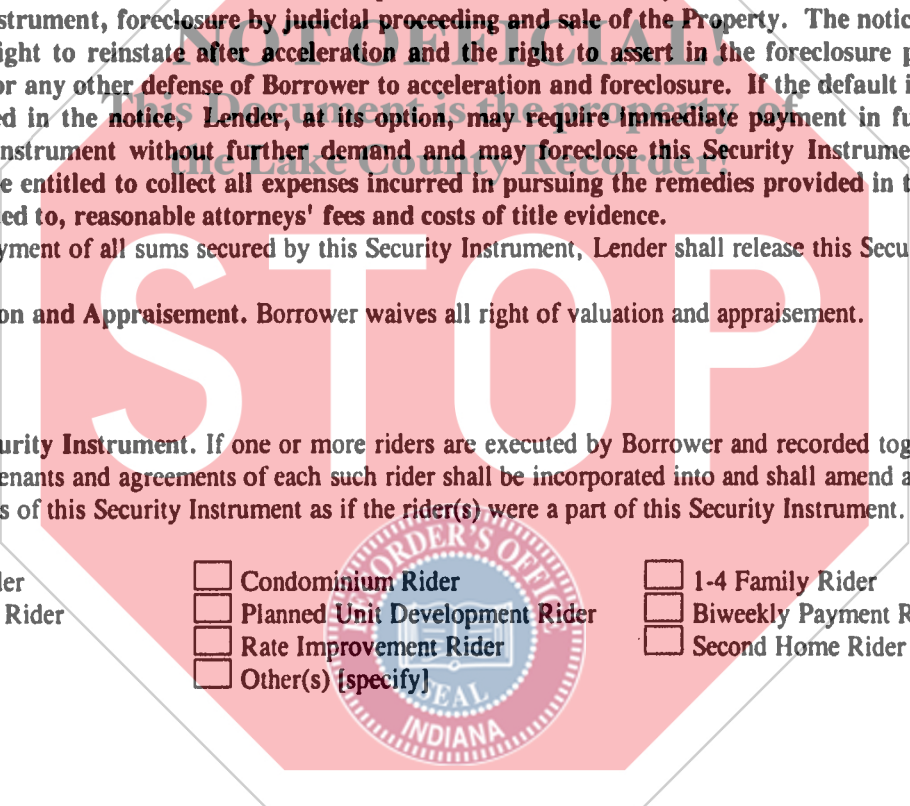 strument, foreclosure by judicial proceeding and sale of the Property. The notic
ight to reinstate after acceleration and the right to assert in the foreclosure p
or any other defense of Borrower to acceleration and foreclosure. If the default i
ed in the notice, Lender, at its option, may require immediate payment in fu
nstrument without further demand and may foreclose this Security Instrume
e entitled to collect all expenses incurred in pursuing the remedies provided in t
ed to, reasonable attorneys' fees and costs of title evidence.
yment of all sums secured by this Security Instrument, Lender shall release this Secu
on and Appraisement. Borrower waives all right of valuation and appraisement.
urity Instrument. If one or more riders are executed by Borrower and recorded tog
enants and agreements of each such rider shall be incorporated into and shall amend a
s of this Security Instrument as if the rider(s) were a part of this Security Instrument.
der Condominium Rider 1-4 Family Rider
Rider Planned Unit Development Rider Biweekly Payment R
Rate Improvement Rider Second Home Rider
Other(s) [specify]
NOT OFFICIAL!
This Document is the property of
the Lake County Recorder!
STOP
RECORDER'S OFFICE
SEAL
INDIANA